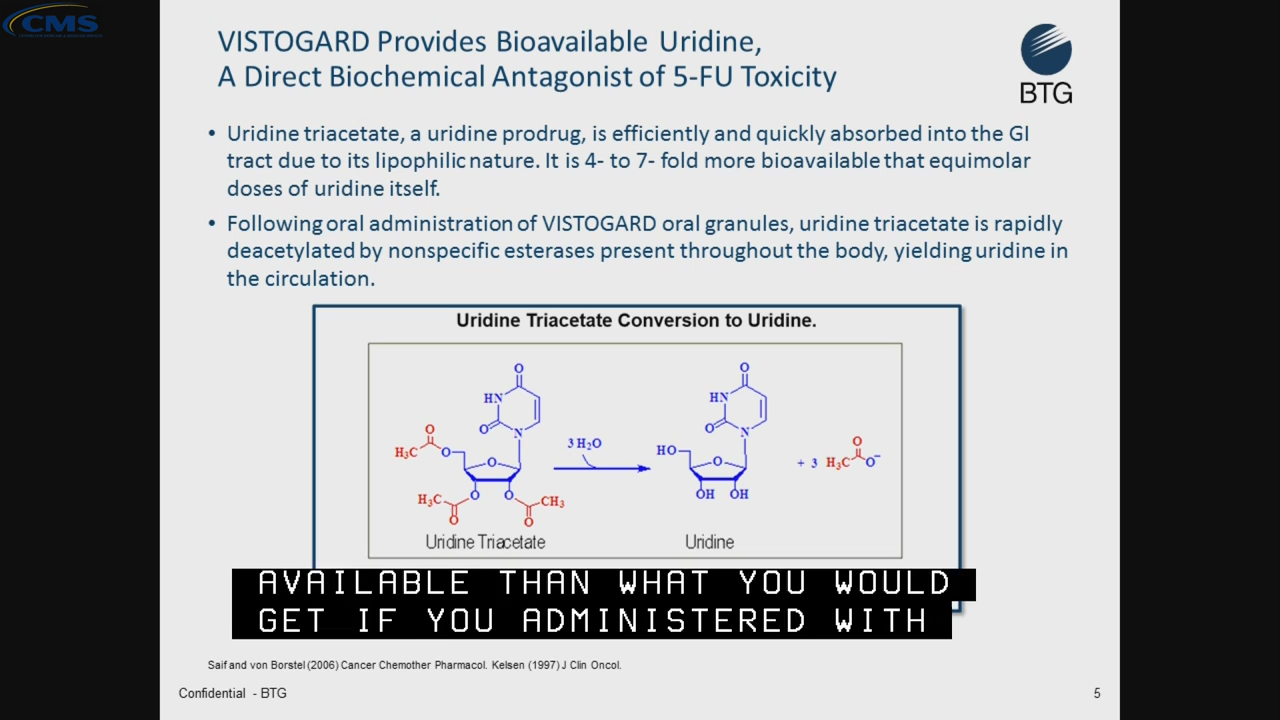 CMS
VISTOGARD Provides Bioavailable Uridine,
A Direct Biochemical Antagonist of 5-FU Toxicity
BTG
• Uridine triacetate, a uridine prodrug, is efficiently and quickly absorbed into the GI
tract due to its lipophilic nature. It is 4- to 7- fold more bioavailable that equimolar
doses of uridine itself.
• Following oral administration of VISTOGARD oral granules, uridine triacetate is rapidly
deacetylated by nonspecific esterases present throughout the body, yielding uridine in
the circulation.
Uridine Triacetate Conversion to Uridine.
O
HN
O
N
O
H₃C
O
O
H₃C
O
O
O
CH₃
O
3 H₂O
O
HN
O
N
HO
O
OH
OH
+ 3
O
H₃C
O⁻
Uridine Triacetate
Uridine
AVAILABLE THAN WHAT YOU WOULD
GET IF YOU ADMINISTERED WITH
Saif and von Borstel (2006) Cancer Chemother Pharmacol. Kelsen (1997) J Clin Oncol.
Confidential - BTG
5